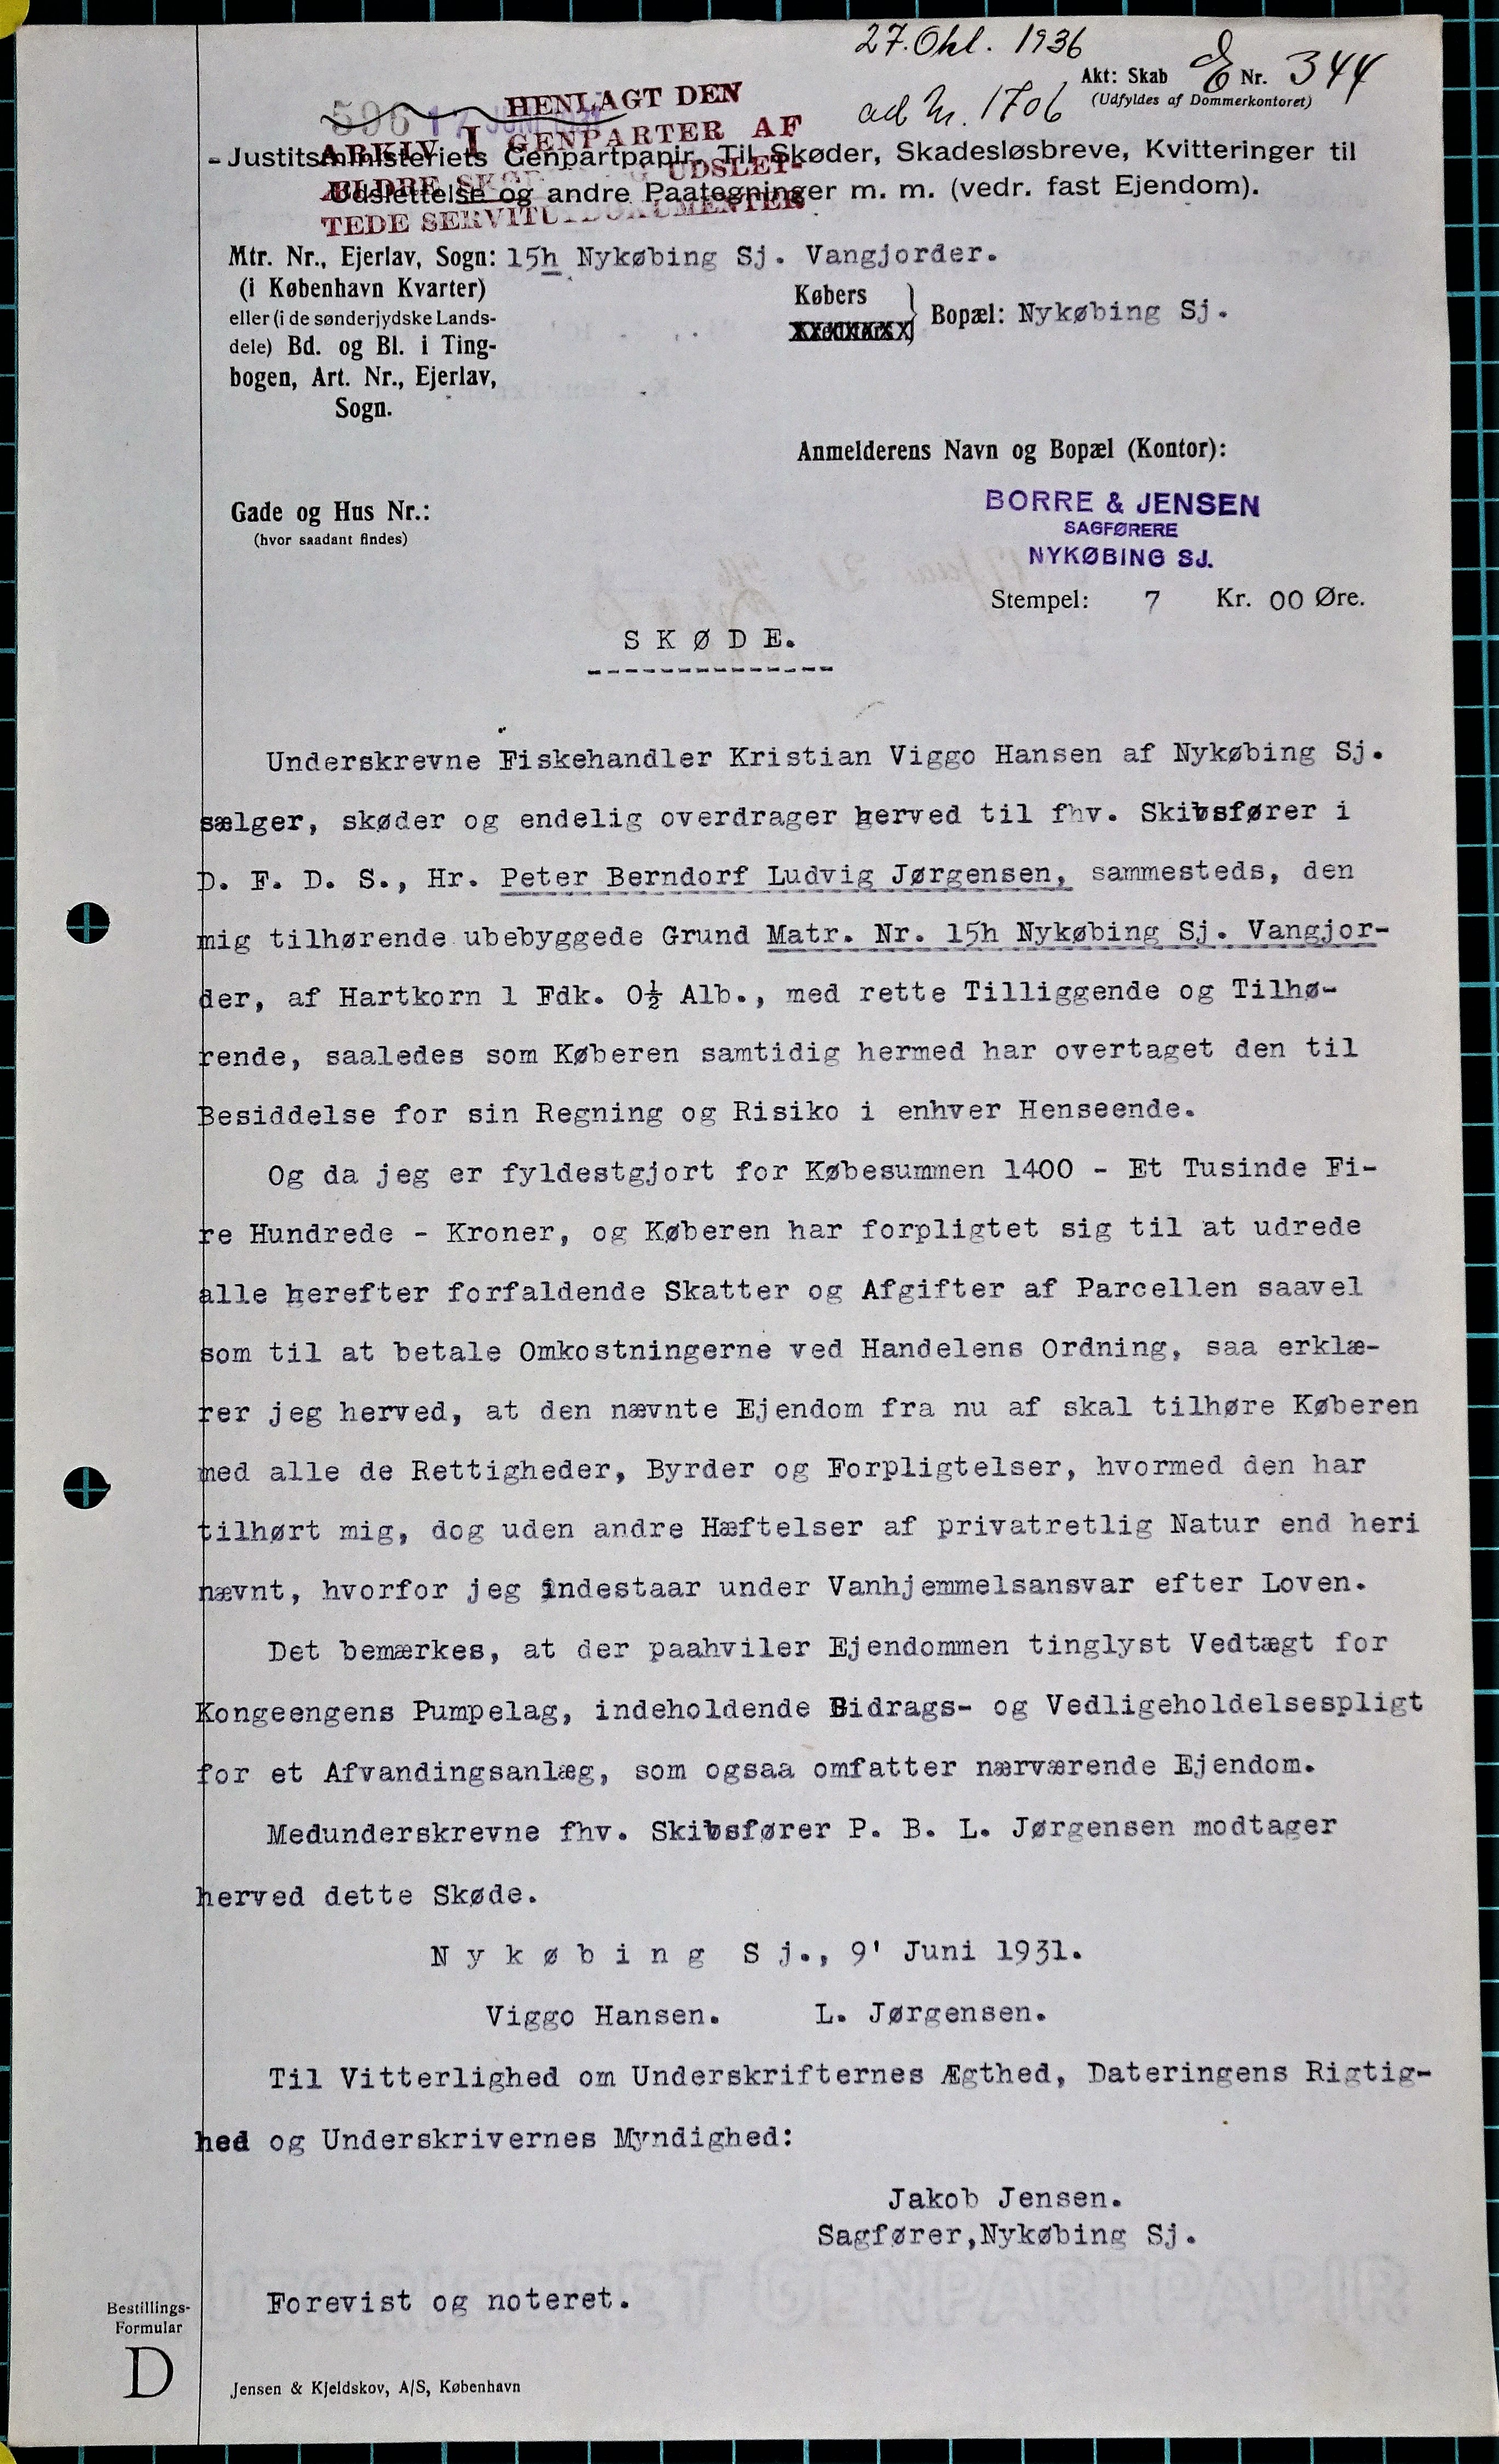 27. Okt. 1936
Akt: Skab E Nr. 344
(Udfyldes af Dommerkontoret)
ad Nr. 1706
596 17 JUNI 1931
HENLAGT DEN
ARKIV I GENPARTER AF
ÆLDRE SKØDER OG UDSLET-
TEDE SERVITUTDOKUMENTER
Justitsministeriets Genpartpapir. Til Skøder, Skadesløsbreve, Kvitteringer til
Udslettelse og andre Paategninger m. m. (vedr. fast Ejendom).
Mtr. Nr., Ejerlav, Sogn: 15h Nykøbing Sj. Vangjorder.
(i København Kvarter)
eller (i de sønderjydske Lands-
dele) Bd. og Bl. i Ting-
bogen, Art. Nr., Ejerlav,
Sogn.
Købers
Bopæl: Nykøbing Sj.
Anmelderens Navn og Bopæl (Kontor):
Gade og Hus Nr.:
(hvor saadant findes)
BORRE & JENSEN
SAGFØRERE
NYKØBING SJ.
Stempel: 7 Kr. 00 Øre.
SKØDE.
Underskrevne Fiskehandler Kristian Viggo Hansen af Nykøbing Sj.
sælger, skøder og endelig overdrager herved til fhv. Skibsfører i
D. F. D. S., Hr. Peter Berndorf Ludvig Jørgensen, sammesteds, den
mig tilhørende ubebyggede Grund Matr. Nr. 15h Nykøbing Sj. Vangjor-
der, af Hartkorn 1 Fdk. 0½ Alb., med rette Tilliggende og Tilhø-
rende, saaledes som Køberen samtidig hermed har overtaget den til
Besiddelse for sin Regning og Risiko i enhver Henseende.
Og da jeg er fyldestgjort for Købesummen 1400 - Et Tusinde Fi-
re Hundrede - Kroner, og Køberen har forpligtet sig til at udrede
alle herefter forfaldende Skatter og Afgifter af Parcellen saavel
som til at betale Omkostningerne ved Handelens Ordning, saa erklæ-
rer jeg herved, at den nævnte Ejendom fra nu af skal tilhøre Køberen
med alle de Rettigheder, Byrder og Forpligtelser, hvormed den har
tilhørt mig, dog uden andre Hæftelser af privatretlig Natur end heri
nævnt, hvorfor jeg indestaar under Vanhjemmelsansvar efter Loven.
Det bemærkes, at der paahviler Ejendommen tinglyst Vedtægt for
Kongeengens Pumpelag, indeholdende Bidrags- og Vedligeholdelsespligt
for et Afvandingsanlæg, som ogsaa omfatter nærværende Ejendom.
Medunderskrevne fhv. Skibsfører P. B. L. Jørgensen modtager
herved dette Skøde.
Nykøbing Sj., 9' Juni 1931.
Viggo Hansen. L. Jørgensen.
Til Vitterlighed om Underskrifternes Ægthed, Dateringens Rigtig-
hed og Underskrivernes Myndighed:
Jakob Jensen.
Sagfører,Nykøbing Sj.
Forevist og noteret.
Bestillings-
Formular
D
Jensen & Kjeldskov, A/S, København